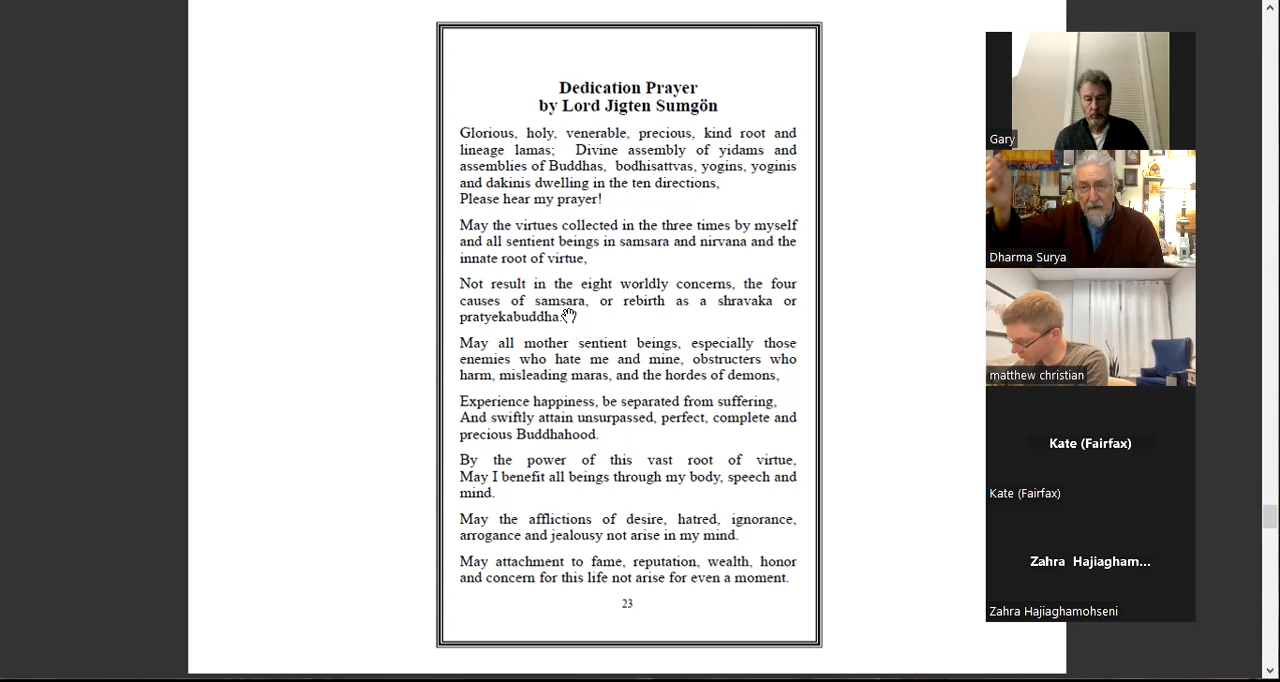 Dedication Prayer
by Lord Jigten Sumgön
Glorious, holy, venerable, precious, kind root and
lineage lamas; Divine assembly of yidams and
assemblies of Buddhas, bodhisattvas, yogins, yoginis
and dakinis dwelling in the ten directions,
Please hear my prayer!
May the virtues collected in the three times by myself
and all sentient beings in samsara and nirvana and the
innate root of virtue,
Not result in the eight worldly concerns, the four
causes of samsara, or rebirth as a shravaka or
pratyekabuddha.
May all mother sentient beings, especially those
enemies who hate me and mine, obstructers who
harm, misleading maras, and the hordes of demons,
Experience happiness, be separated from suffering,
And swiftly attain unsurpassed, perfect, complete and
precious Buddhahood.
By the power of this vast root of virtue,
May I benefit all beings through my body, speech and
mind.
May the afflictions of desire, hatred, ignorance,
arrogance and jealousy not arise in my mind.
May attachment to fame, reputation, wealth, honor
and concern for this life not arise for even a moment.
23
Gary
Dharma Surya
matthew christian
Kate (Fairfax)
Kate (Fairfax)
Zahra Hajiagham...
Zahra Hajiaghamohseni